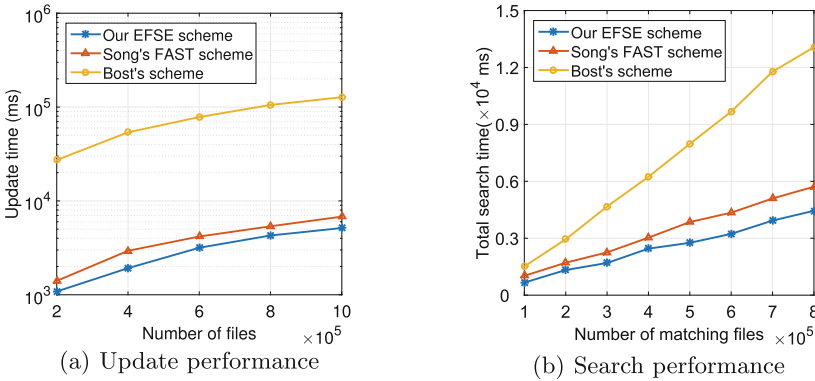 10^6
10^5
10^4
10^3
Update time (ms)
Our EFSE scheme
Song's FAST scheme
Bost's scheme
2 4 6 8 10
Number of files ×10^5
(a) Update performance
1.5
1.2
0.9
0.6
0.3
0
Total search time(×10^4 ms)
Our EFSE scheme
Song's FAST scheme
Bost's scheme
1 2 3 4 5 6 7 8
Number of matching files ×10^5
(b) Search performance